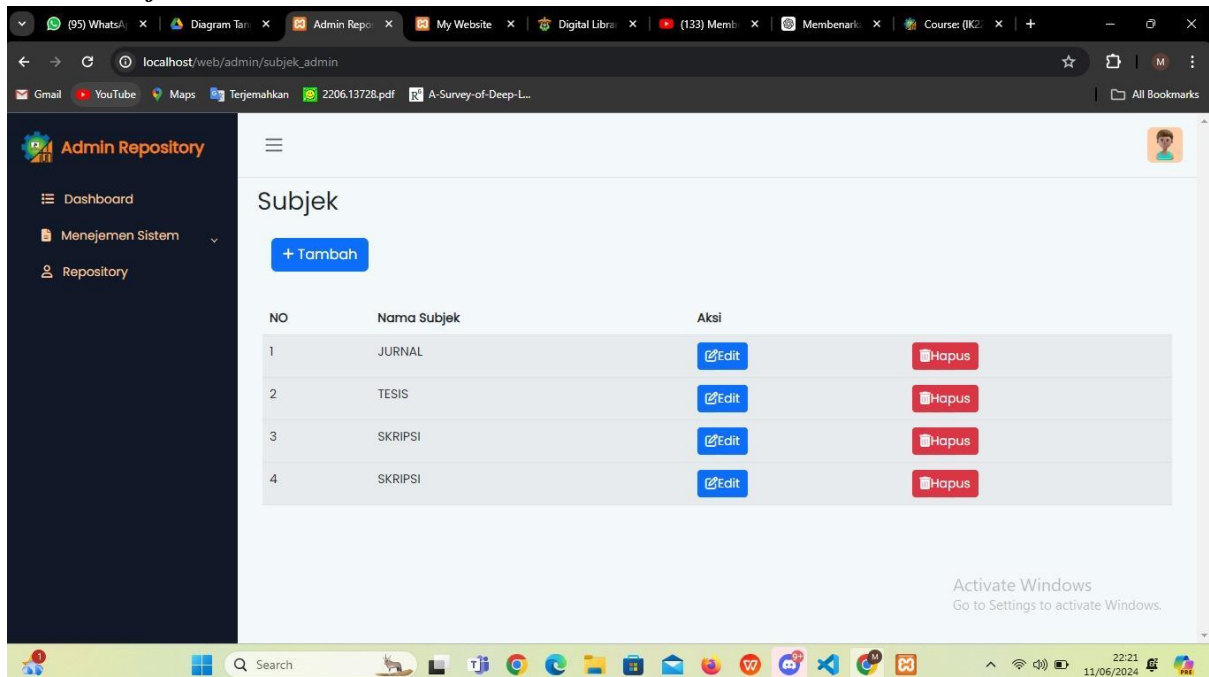 (95) WhatsA
Diagram Tan
Admin Repo
My Website
Digital Librar
(133) Memb
Membenark
Course: (IK2
localhost/web/admin/subjek_admin
M
Gmail
YouTube
Maps
Terjemahkan
2206.13728.pdf
A-Survey-of-Deep-L...
All Bookmarks
Admin Repository
Dashboard
Menejemen Sistem
Repository
Subjek
+ Tambah
NO Nama Subjek Aksi
1 JURNAL Edit Hapus
2 TESIS Edit Hapus
3 SKRIPSI Edit Hapus
4 SKRIPSI Edit Hapus
Activate Windows
Go to Settings to activate Windows.
Search
22:21
11/06/2024